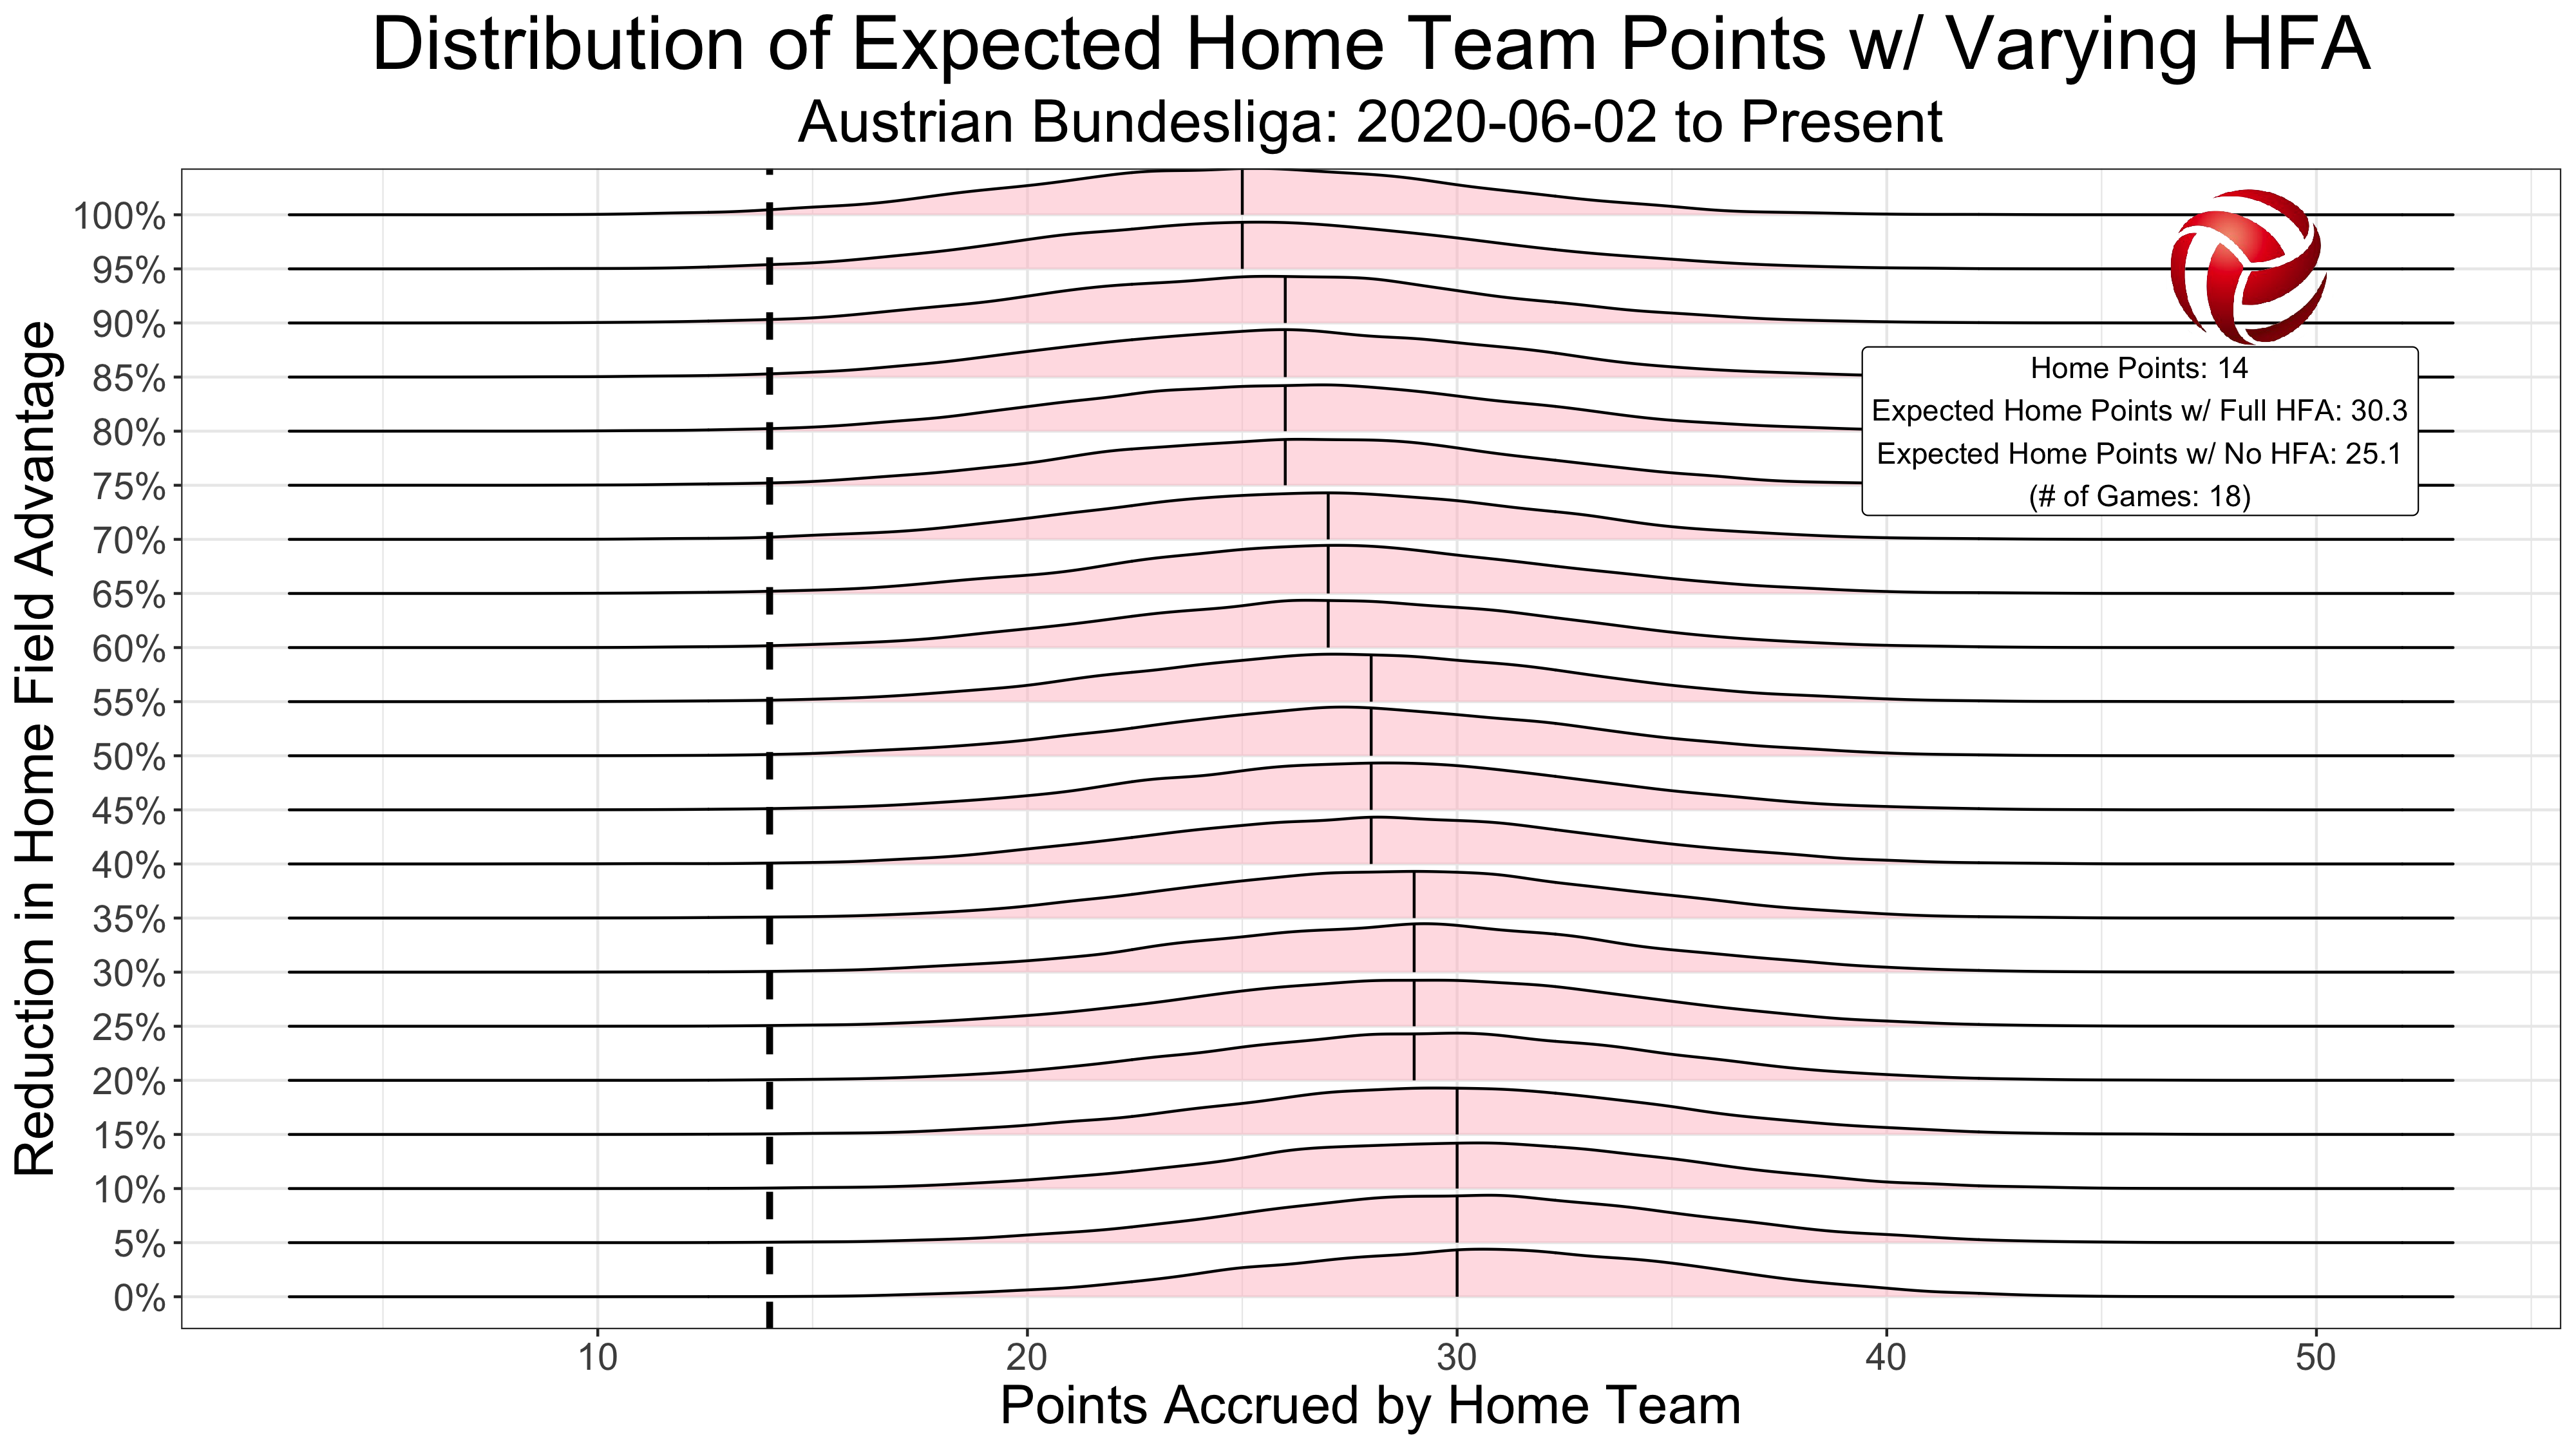 Distribution of Expected Home Team Points w/ Varying HFA
Austrian Bundesliga: 2020-06-02 to Present
Reduction in Home Field Advantage
100%
95%
90%
85%
80%
75%
70%
65%
60%
55%
50%
45%
40%
35%
30%
25%
20%
15%
10%
5%
0%
Home Points: 14
Expected Home Points w/ Full HFA: 30.3
Expected Home Points w/ No HFA: 25.1
(# of Games: 18)
10 20 30 40 50
Points Accrued by Home Team